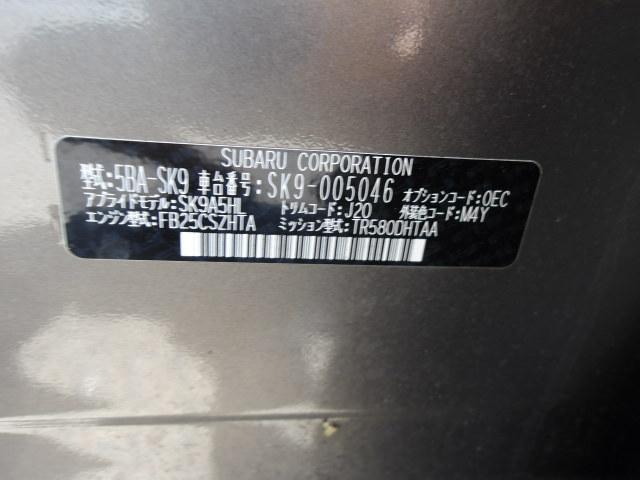 SUBARU CORPORATION
型式:5BA-SK9 車台番号:SK9-005046 オプションコード:OEC
アプライドモデル:SK9A5HL トリムコード:J20 外装色コード:M4Y
エンジン型式:FB25CSZHTA ミッション型式:TR580DHTAA